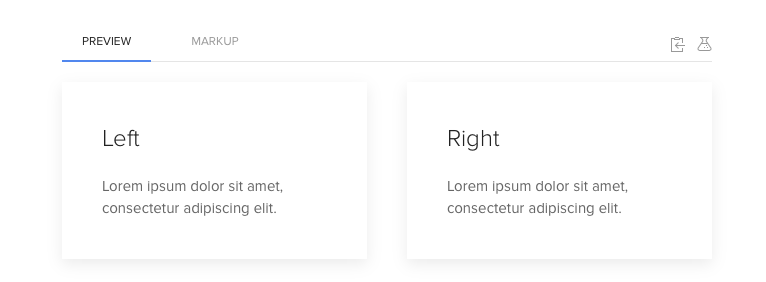 PREVIEW MARKUP
Left
Lorem ipsum dolor sit amet,
consectetur adipiscing elit.
Right
Lorem ipsum dolor sit amet,
consectetur adipiscing elit.